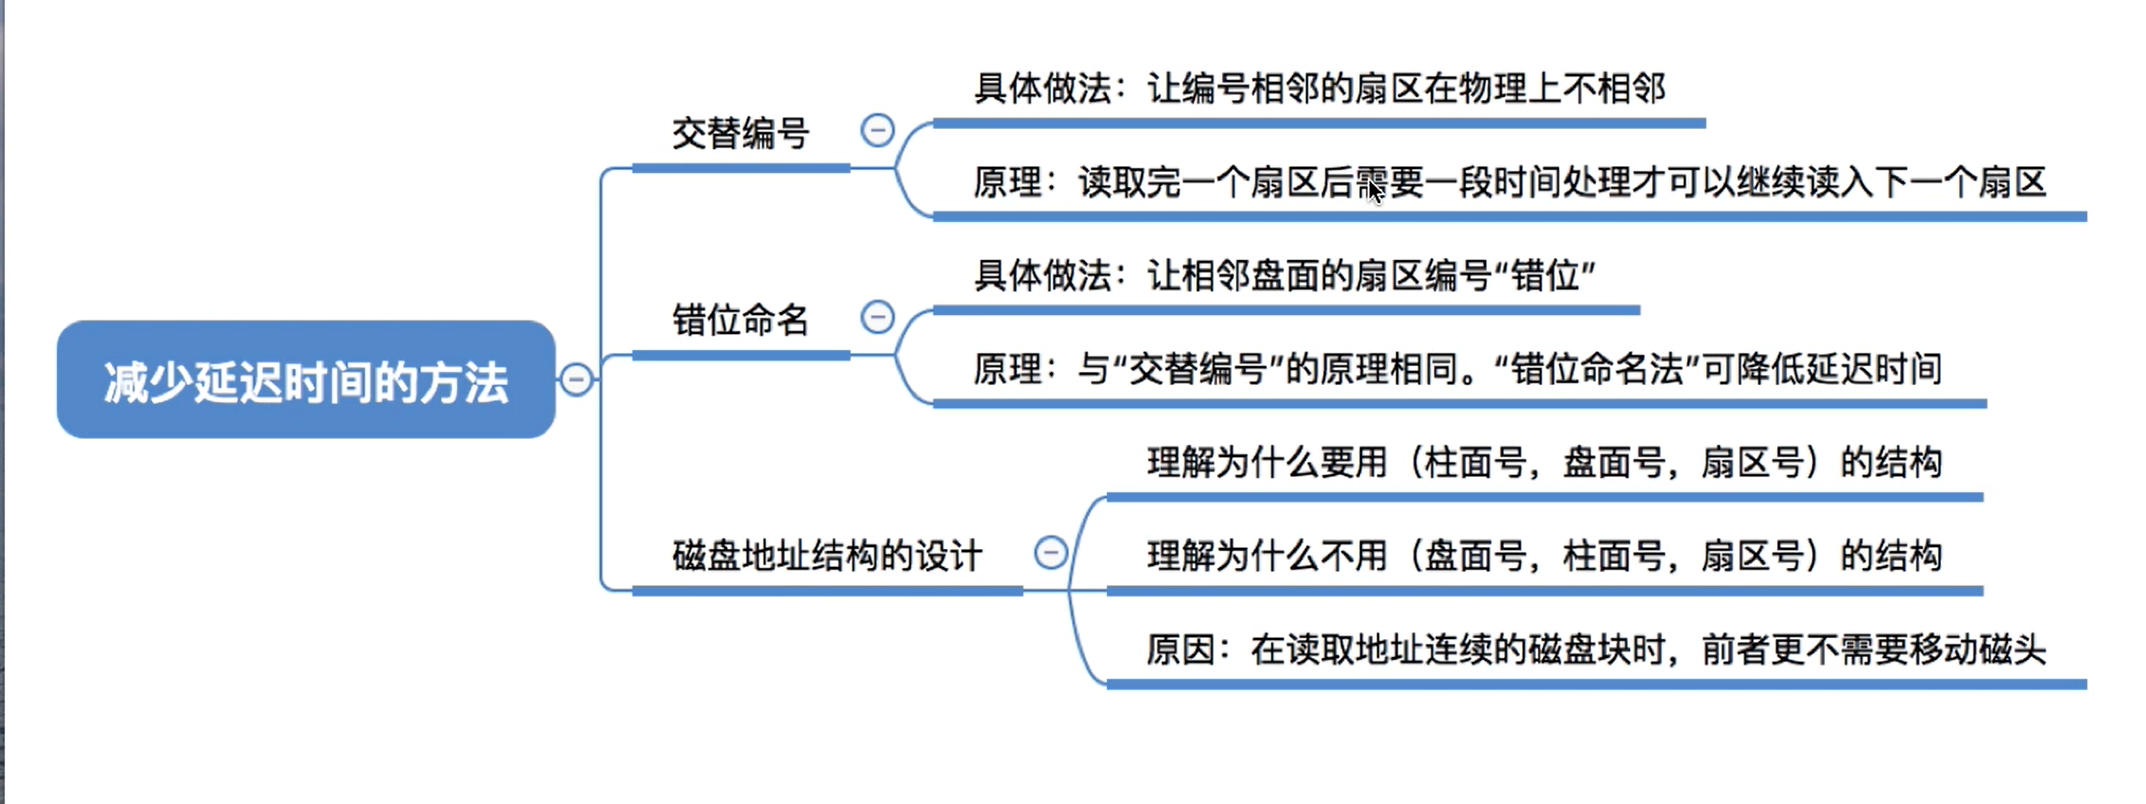 减少延迟时间的方法
交替编号
具体做法：让编号相邻的扇区在物理上不相邻
原理：读取完一个扇区后需要一段时间处理才可以继续读入下一个扇区
错位命名
具体做法：让相邻盘面的扇区编号“错位”
原理：与“交替编号”的原理相同。“错位命名法”可降低延迟时间
磁盘地址结构的设计
理解为什么要用（柱面号，盘面号，扇区号）的结构
理解为什么不用（盘面号，柱面号，扇区号）的结构
原因：在读取地址连续的磁盘块时，前者更不需要移动磁头